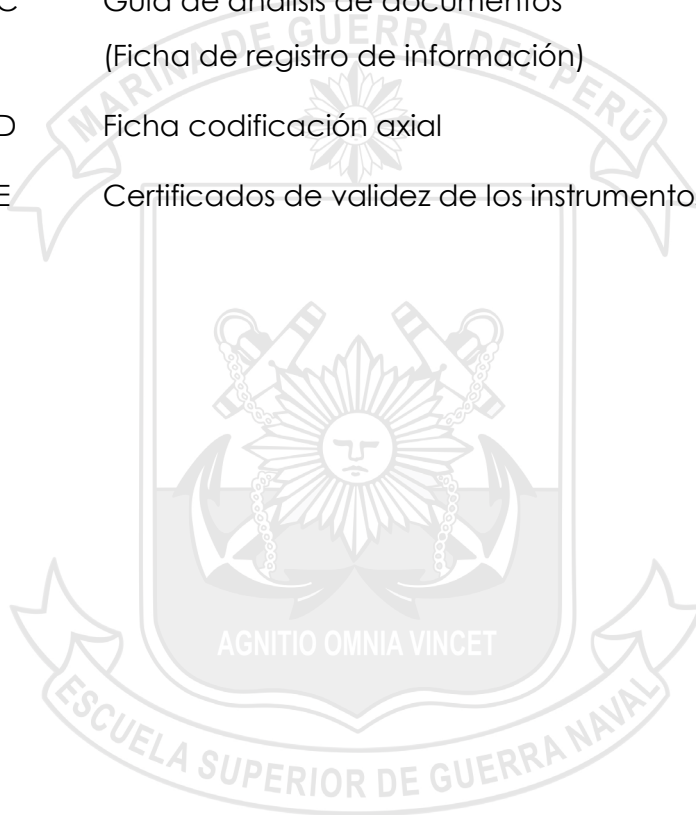 C Guía de análisis de documentos
(Ficha de registro de información)
D Ficha codificación axial
E Certificados de validez de los instrumento
MARINA DE GUERRA DEL PERÚ
AGNITIO OMNIA VINCET
ESCUELA SUPERIOR DE GUERRA NAVAL